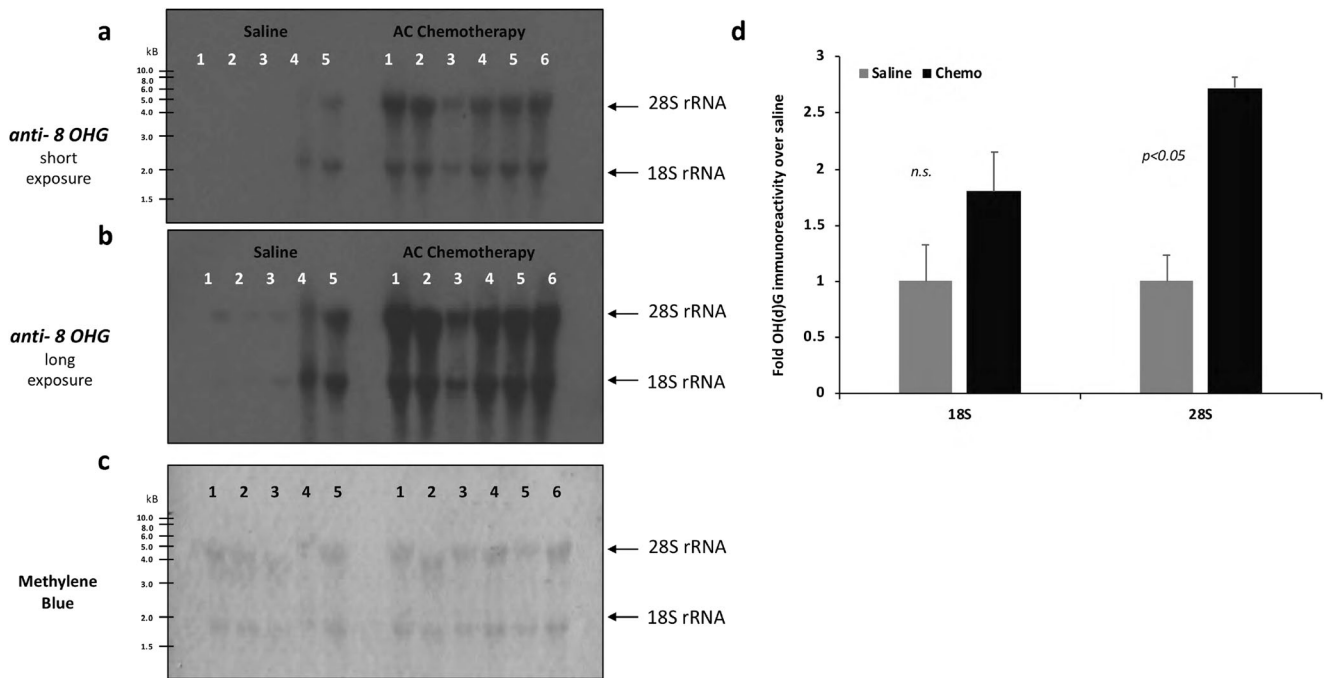 a
Saline AC Chemotherapy
kB
1 2 3 4 5 1 2 3 4 5 6
10.0
8.0
6.0
5.0
4.0
3.0
2.0
1.5
anti- 8 OHG
short
exposure
28S rRNA
18S rRNA
b
Saline AC Chemotherapy
1 2 3 4 5 1 2 3 4 5 6
anti- 8 OHG
long
exposure
28S rRNA
18S rRNA
c
kB
1 2 3 4 5 1 2 3 4 5 6
10.0
8.0
6.0
5.0
4.0
3.0
2.0
1.5
Methylene
Blue
28S rRNA
18S rRNA
d
Fold OH(d)G immunoreactivity over saline
3
2.5
2
1.5
1
0.5
0
Saline Chemo
n.s.
p<0.05
18S 28S